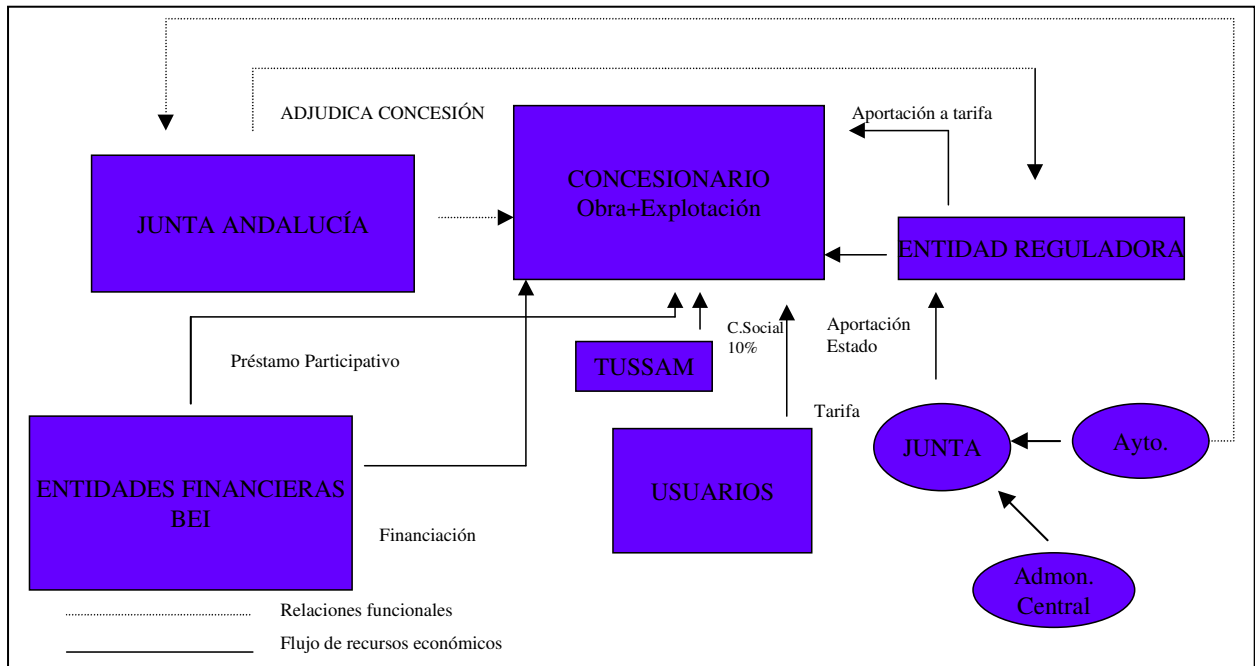 ADJUDICA CONCESIÓN
Aportación a tarifa
CONCESIONARIO
Obra+Explotación
JUNTA ANDALUCÍA
ENTIDAD REGULADORA
C.Social
10%
Aportación
Estado
Préstamo Participativo
TUSSAM
Tarifa
JUNTA
Ayto.
ENTIDADES FINANCIERAS
BEI
USUARIOS
Financiación
Admon.
Central
Relaciones funcionales
Flujo de recursos económicos